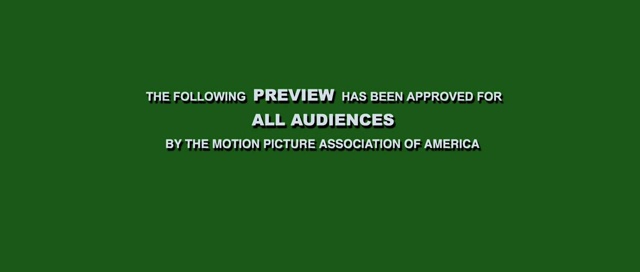 THE FOLLOWING PREVIEW HAS BEEN APPROVED FOR
ALL AUDIENCES
BY THE MOTION PICTURE ASSOCIATION OF AMERICA